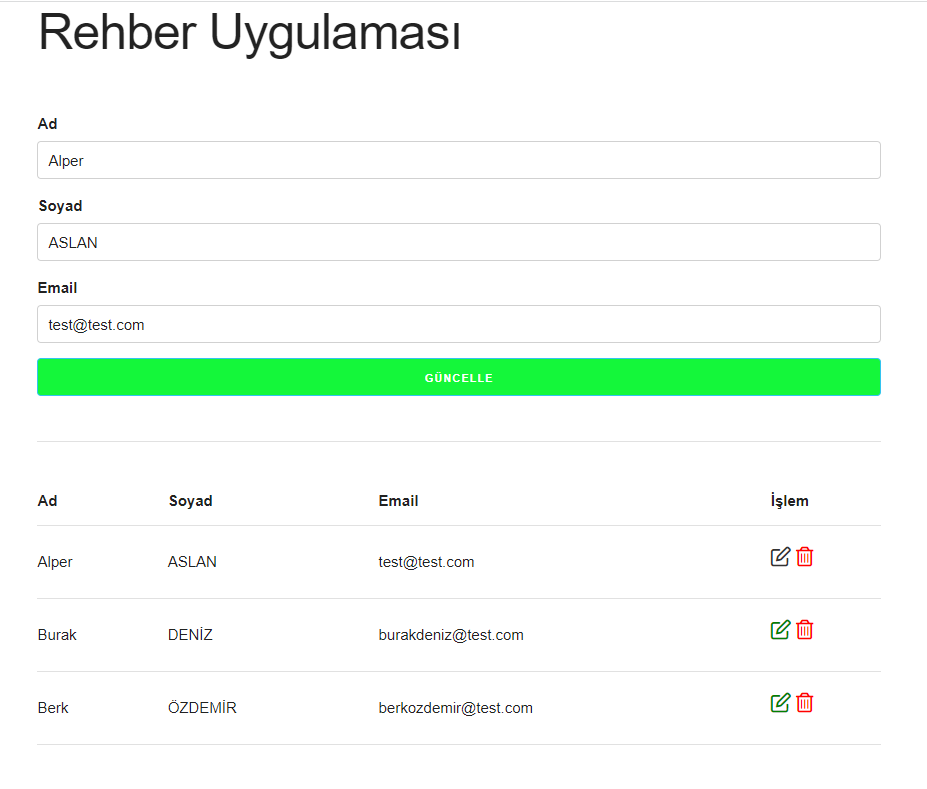 Rehber Uygulaması
Ad
Alper
Soyad
ASLAN
Email
test@test.com
GÜNCELLE
Ad Soyad Email İşlem
Alper ASLAN test@test.com
Burak DENİZ burakdeniz@test.com
Berk ÖZDEMİR berkozdemir@test.com